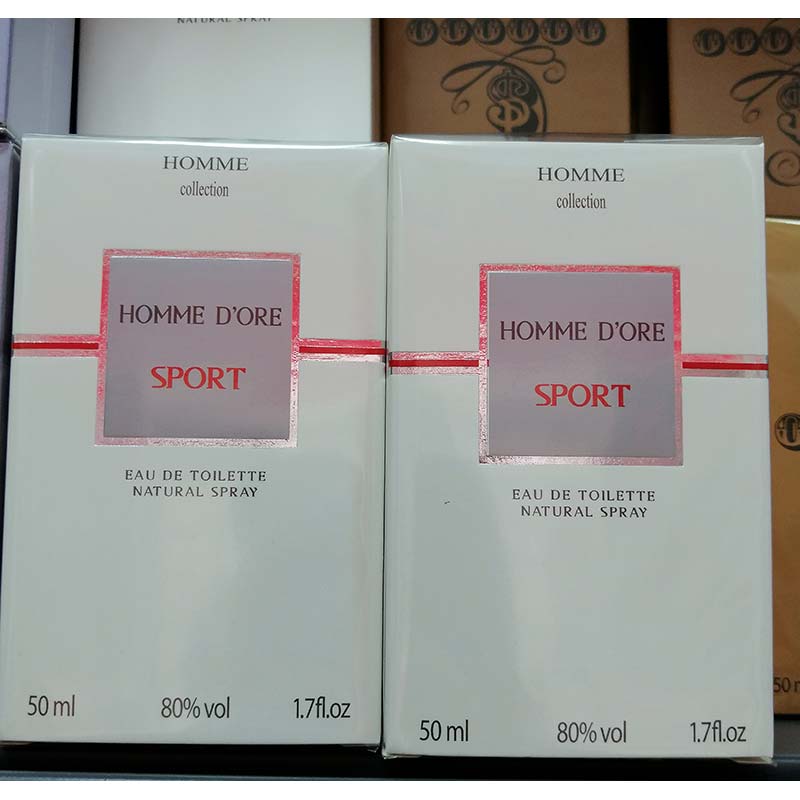 NATURAL SPRAY
HOMME
collection
HOMME D'ORE
SPORT
EAU DE TOILETTE
NATURAL SPRAY
50 ml 80% vol 1.7fl.oz
HOMME
collection
HOMME D'ORE
SPORT
EAU DE TOILETTE
NATURAL SPRAY
50 ml 80% vol 1.7fl.oz